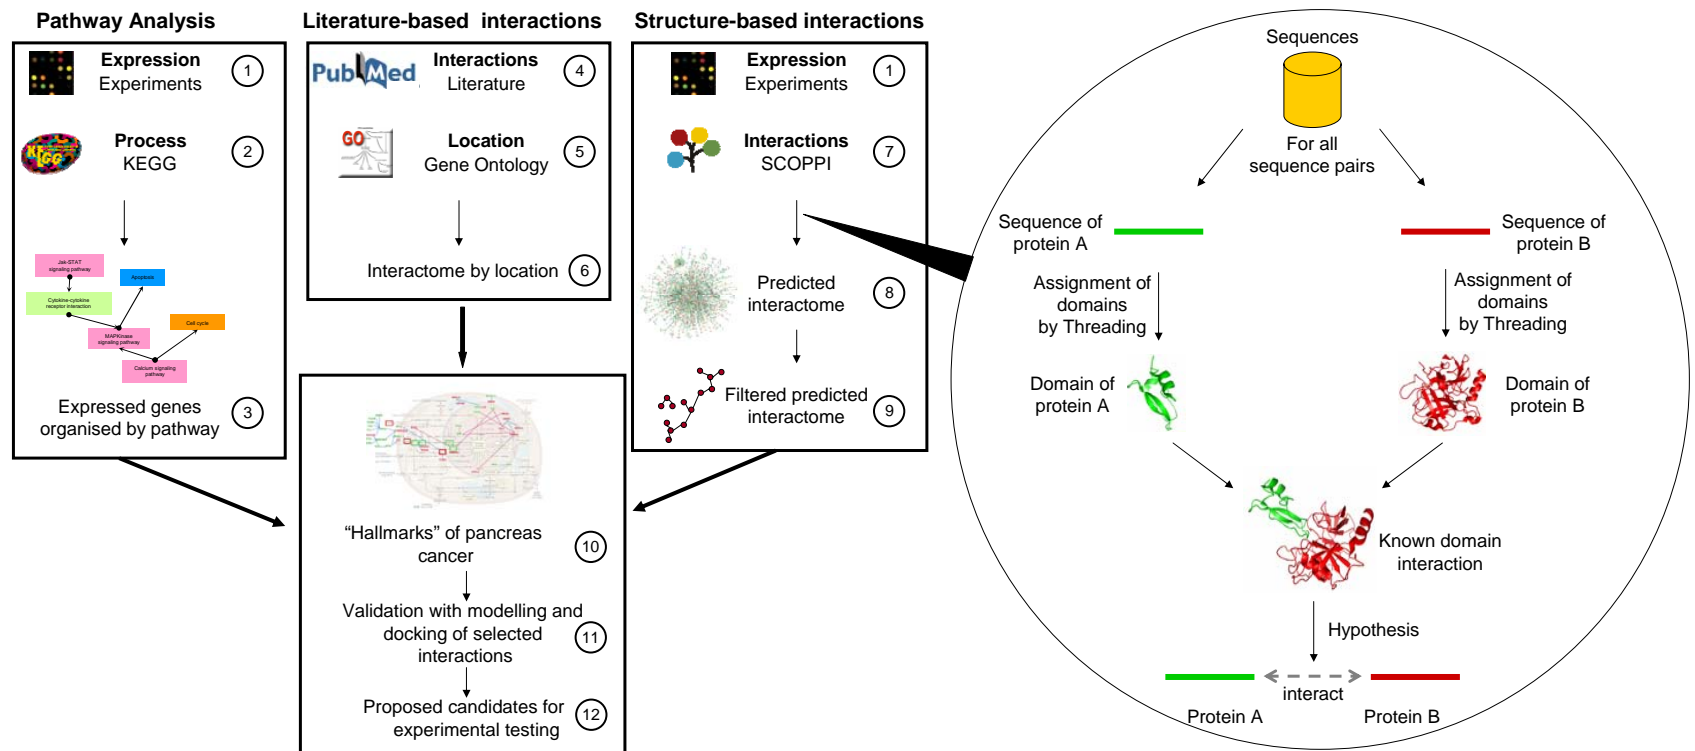 Pathway Analysis
Expression
Experiments
1
KEGG
Process
KEGG
2
Jak-STAT
signaling pathway
Apoptosis
Cytokine-cytokine
receptor interaction
Cell cycle
MAPKinase
signaling pathway
Calcium signaling
pathway
Expressed genes
organised by pathway
3
Literature-based interactions
PubMed
Interactions
Literature
4
GO
Location
Gene Ontology
5
Interactome by location
6
Structure-based interactions
Expression
Experiments
1
Interactions
SCOPPI
7
Predicted
interactome
8
Filtered predicted
interactome
9
“Hallmarks” of pancreas
cancer
10
Validation with modelling and
docking of selected
interactions
11
Proposed candidates for
experimental testing
12
Sequences
For all
sequence pairs
Sequence of
protein A
Sequence of
protein B
Assignment of
domains
by Threading
Assignment of
domains
by Threading
Domain of
protein A
Domain of
protein B
Known domain
interaction
Hypothesis
interact
Protein A
Protein B